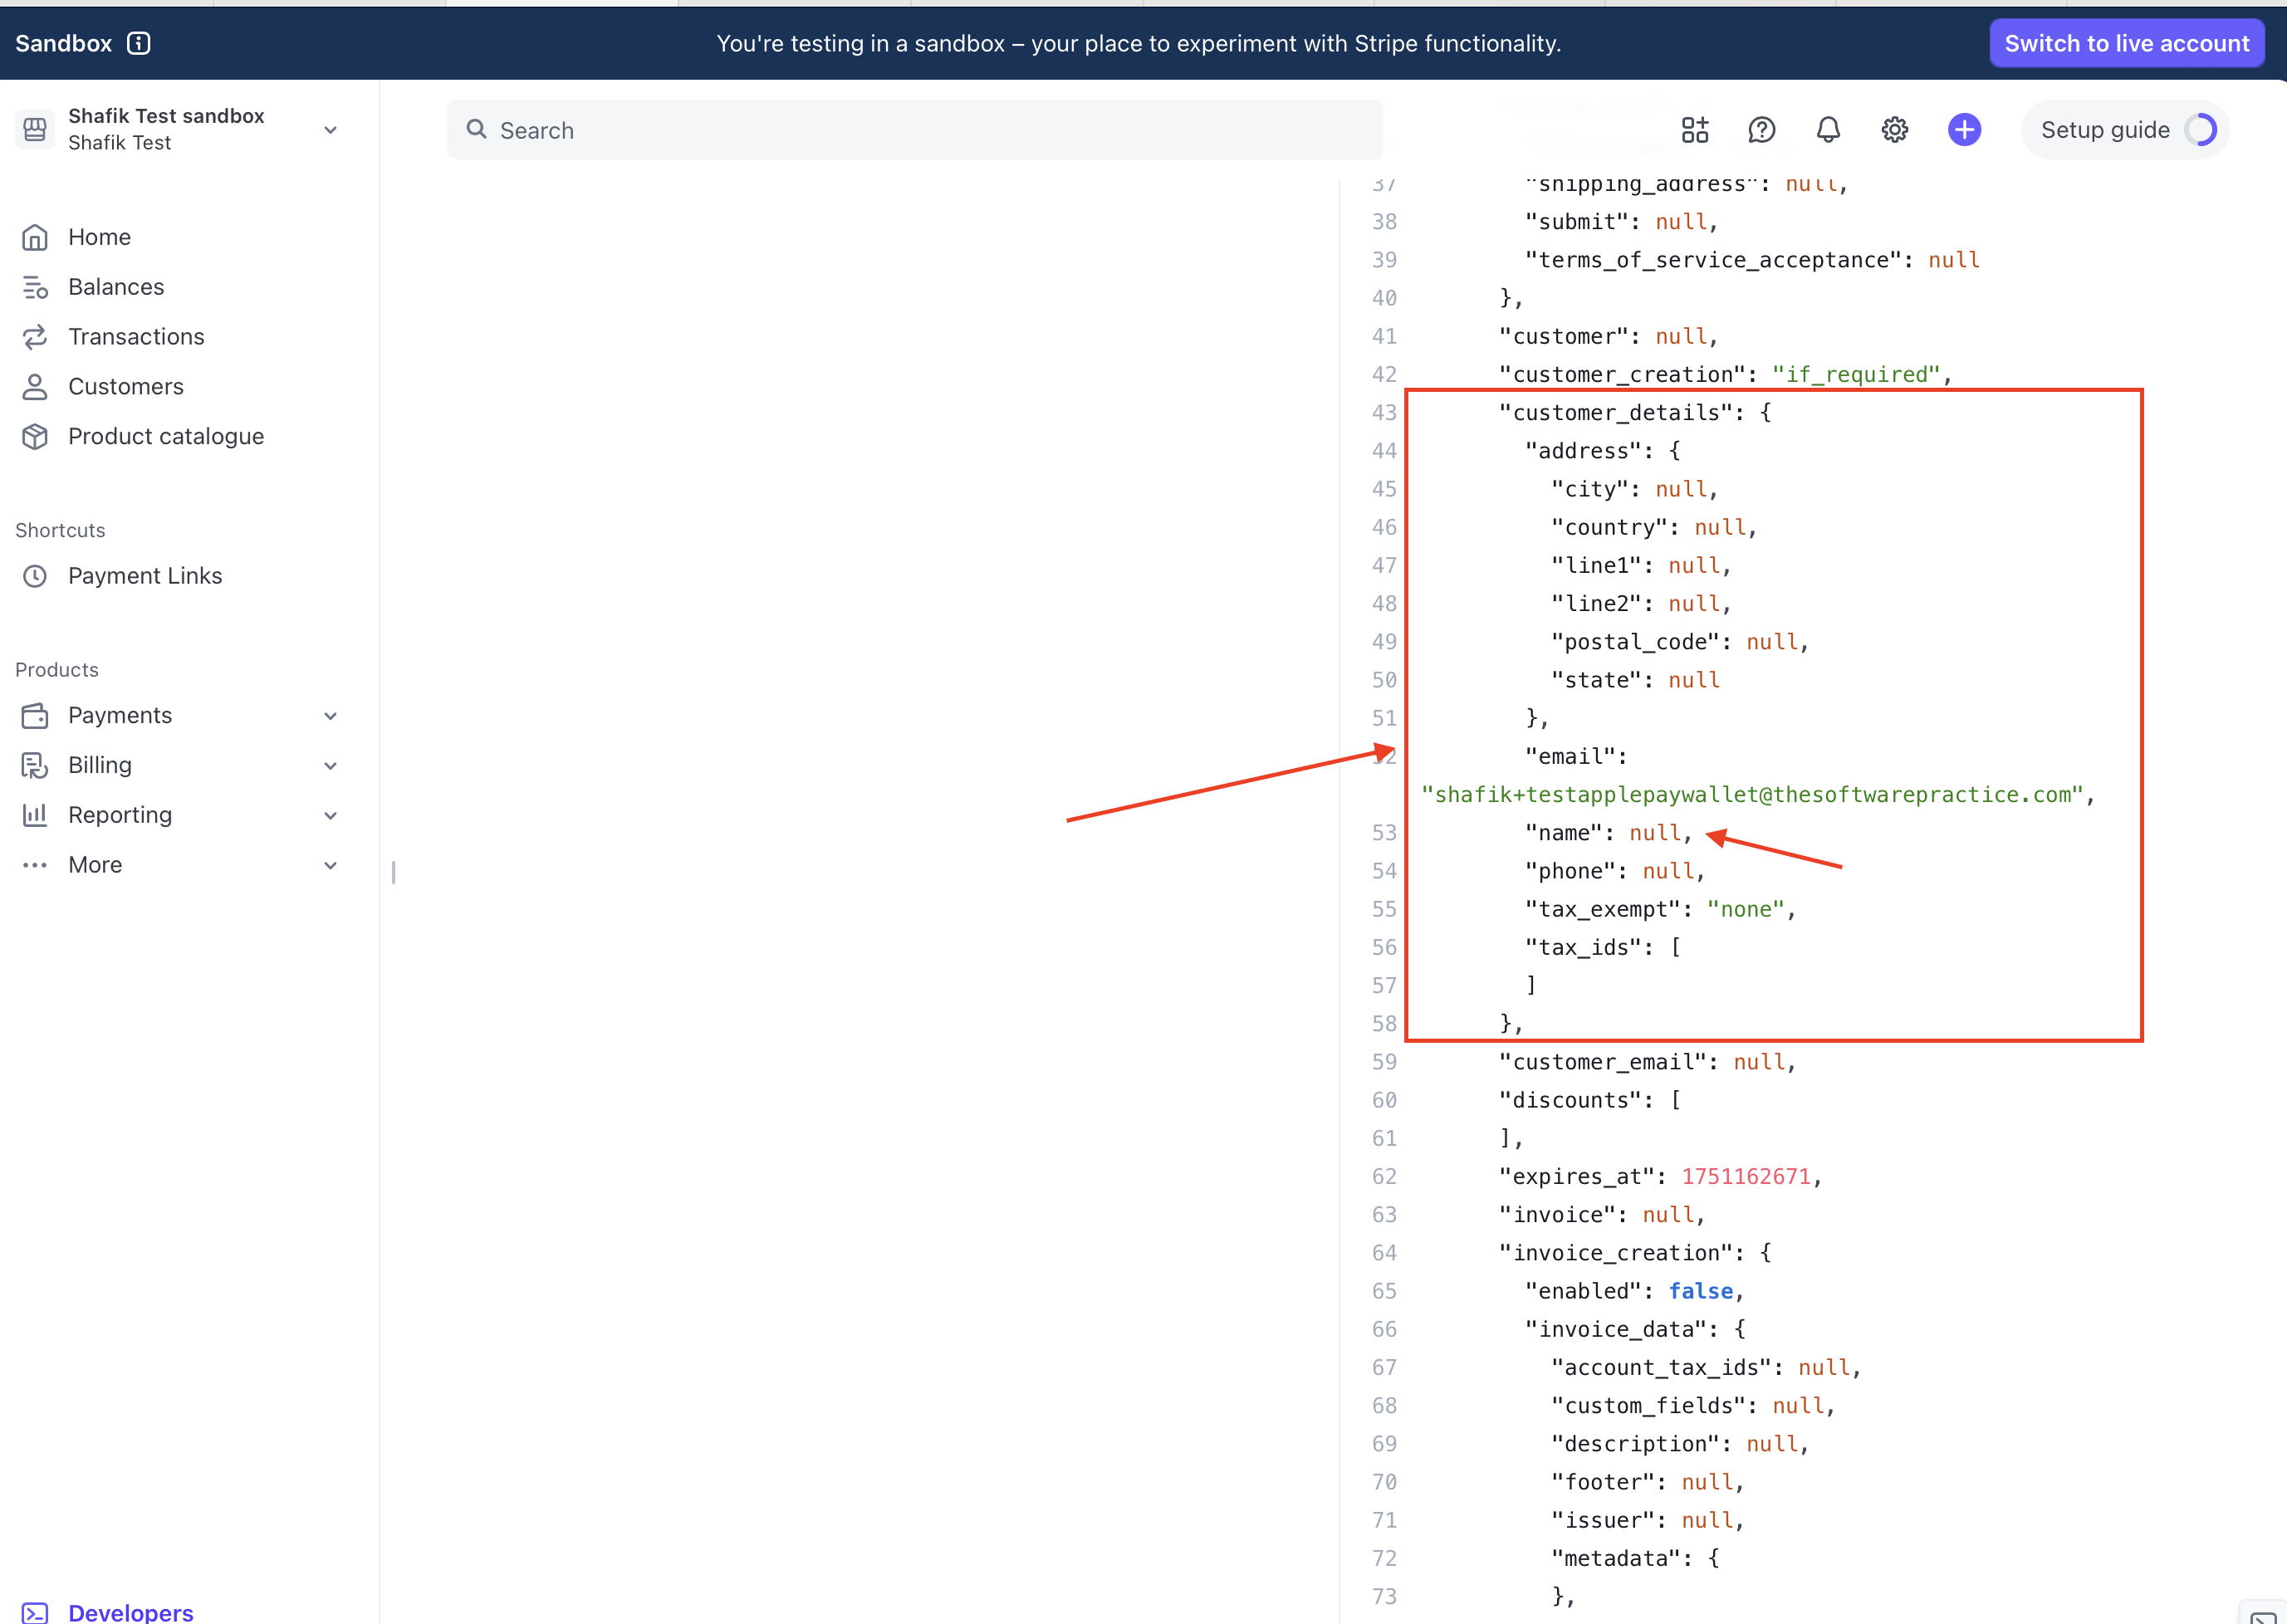 Sandbox
You're testing in a sandbox – your place to experiment with Stripe functionality.
Switch to live account
Shafik Test sandbox
Shafik Test
Search
Setup guide
Home
Balances
Transactions
Customers
Product catalogue
Shortcuts
Payment Links
Products
Payments
Billing
Reporting
More
Developers
37 "shipping_address": null,
38 "submit": null,
39 "terms_of_service_acceptance": null
40 },
41 "customer": null,
42 "customer_creation": "if_required",
43 "customer_details": {
44 "address": {
45 "city": null,
46 "country": null,
47 "line1": null,
48 "line2": null,
49 "postal_code": null,
50 "state": null
51 },
52 "email":
"shafik+testapplepaywallet@thesoftwarepractice.com",
53 "name": null,
54 "phone": null,
55 "tax_exempt": "none",
56 "tax_ids": [
57 ]
58 },
59 "customer_email": null,
60 "discounts": [
61 ],
62 "expires_at": 1751162671,
63 "invoice": null,
64 "invoice_creation": {
65 "enabled": false,
66 "invoice_data": {
67 "account_tax_ids": null,
68 "custom_fields": null,
69 "description": null,
70 "footer": null,
71 "issuer": null,
72 "metadata": {
73 },